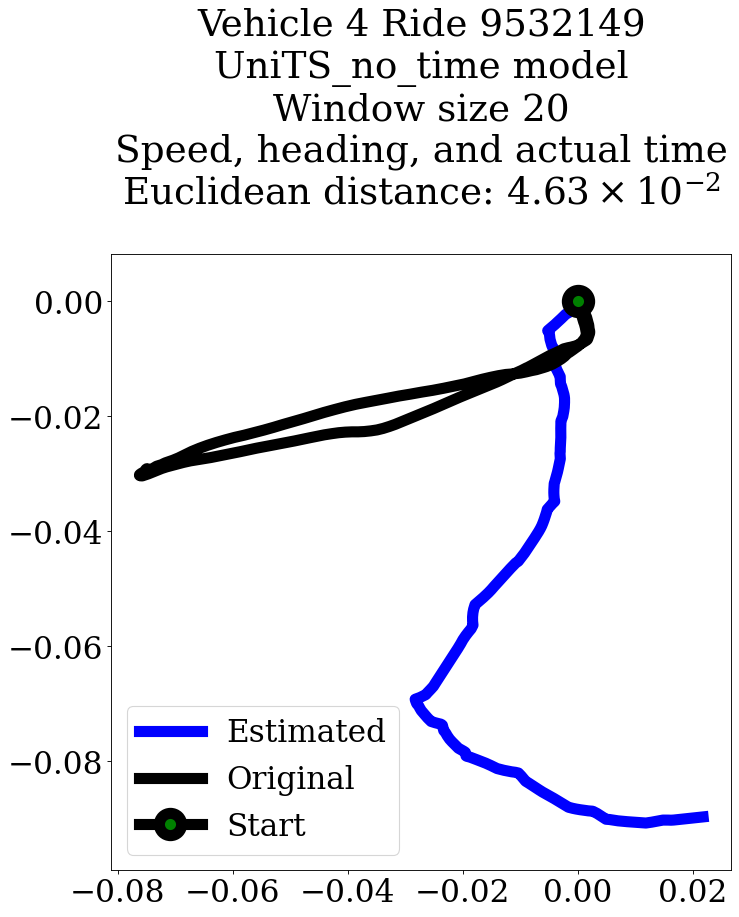 Vehicle 4 Ride 9532149
UniTS_no_time model
Window size 20
Speed, heading, and actual time
Euclidean distance: 4.63 × 10⁻²
0.00
−0.02
−0.04
−0.06
−0.08
Estimated
Original
Start
−0.08 −0.06 −0.04 −0.02 0.00 0.02